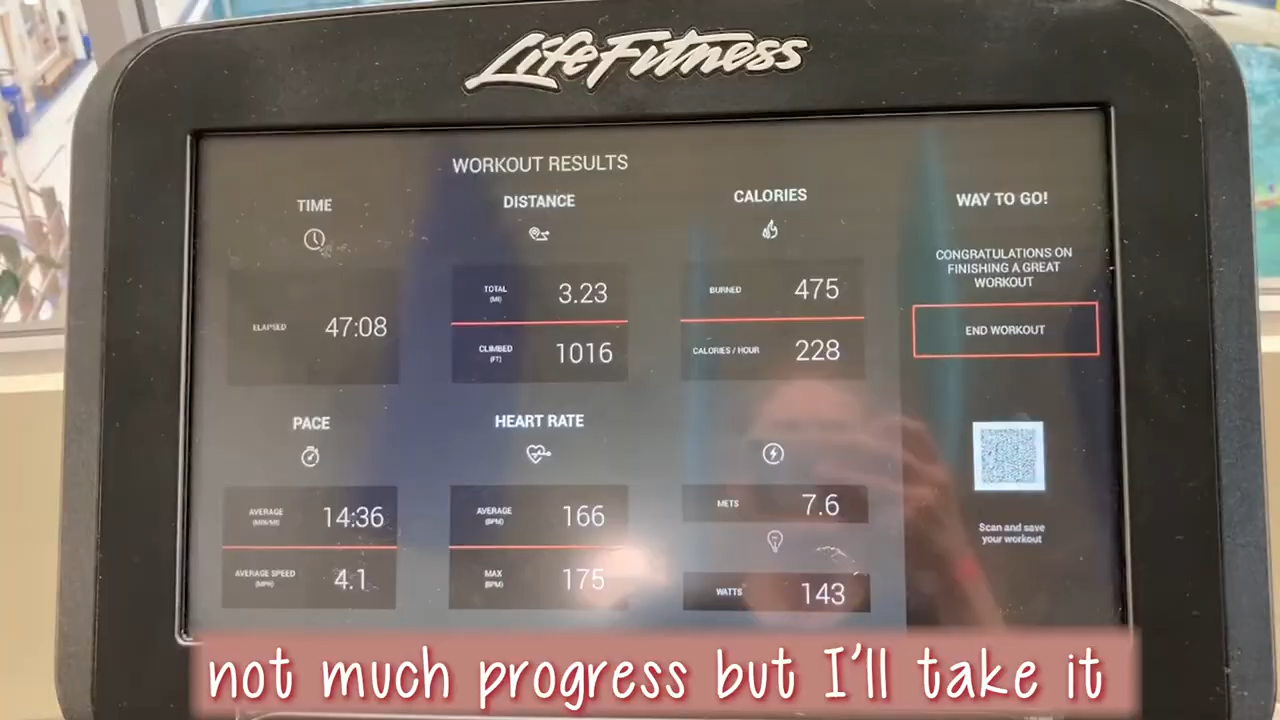 LifeFitness
WORKOUT RESULTS
TIME
ELAPSED 47:08
DISTANCE
TOTAL (MI) 3.23
CLIMBED (FT) 1016
CALORIES
BURNED 475
CALORIES / HOUR 228
WAY TO GO!
CONGRATULATIONS ON
FINISHING A GREAT
WORKOUT
END WORKOUT
PACE
AVERAGE (MIN/MI) 14:36
AVERAGE SPEED (MPH) 4.1
HEART RATE
AVERAGE (BPM) 166
MAX (BPM) 175
METS 7.6
WATTS 143
Scan and save
your workout
not much progress but I'll take it